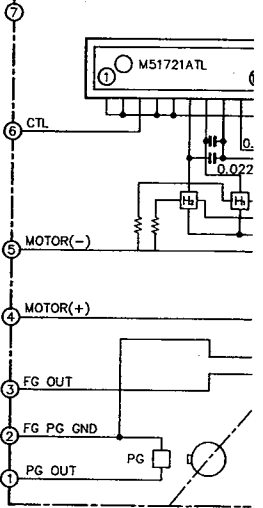 7
M51721ATL
1
6 CTL
0.
0.022
H₂ H₁
5 MOTOR(-)
4 MOTOR(+)
3 FG OUT
2 FG PG GND
PG
1 PG OUT